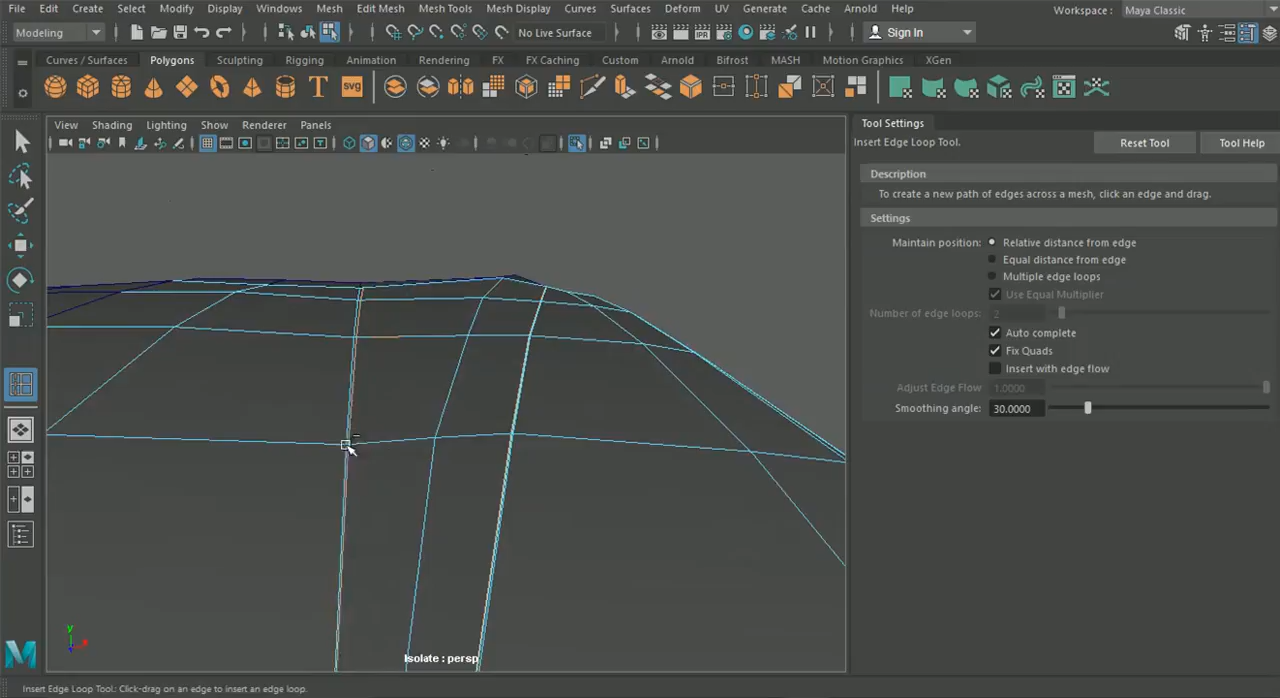 File Edit Create Select Modify Display Windows Mesh Edit Mesh Mesh Tools Mesh Display Curves Surfaces Deform UV Generate Cache Arnold Help Workspace : Maya Classic
Modeling No Live Surface Sign In
Curves / Surfaces Polygons Sculpting Rigging Animation Rendering FX FX Caching Custom Arnold Bifrost MASH Motion Graphics XGen
T SVG
View Shading Lighting Show Renderer Panels
Tool Settings
Insert Edge Loop Tool. Reset Tool Tool Help
Description
To create a new path of edges across a mesh, click an edge and drag.
Settings
Maintain position: Relative distance from edge
Equal distance from edge
Multiple edge loops
Use Equal Multiplier
Number of edge loops: 2
Auto complete
Fix Quads
Insert with edge flow
Adjust Edge Flow 1.0000
Smoothing angle: 30.0000
y
Isolate : persp
M
Insert Edge Loop Tool: Click-drag on an edge to insert an edge loop.